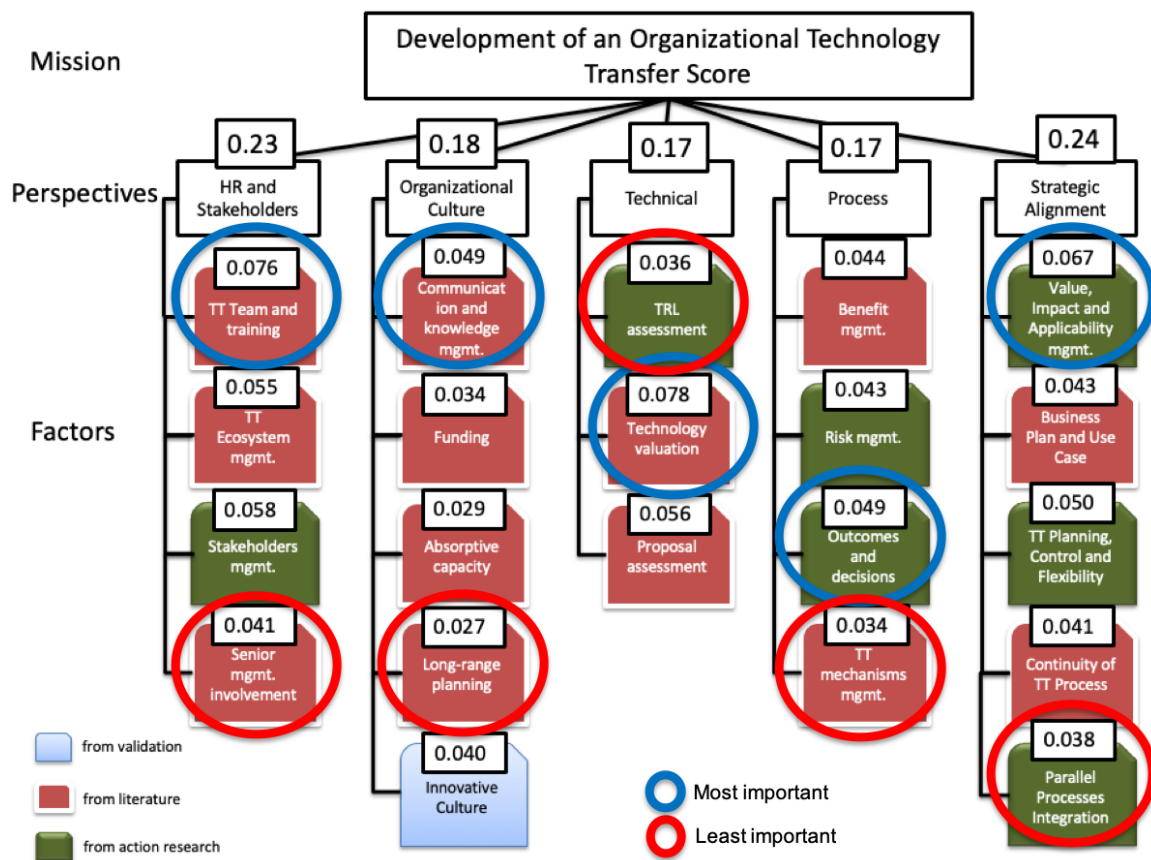 Mission
Development of an Organizational Technology
Transfer Score
Perspectives
0.23
HR and
Stakeholders
0.18
Organizational
Culture
0.17
Technical
0.17
Process
0.24
Strategic
Alignment
Factors
0.076
TT Team and
training
0.055
TT
Ecosystem
mgmt.
0.058
Stakeholders
mgmt.
0.041
Senior
mgmt.
involvement
0.049
Communicat
ion and
knowledge
mgmt.
0.034
Funding
0.029
Absorptive
capacity
0.027
Long-range
planning
0.040
Innovative
Culture
0.036
TRL
assessment
0.078
Technology
valuation
0.056
Proposal
assessment
0.044
Benefit
mgmt.
0.043
Risk mgmt.
0.049
Outcomes
and
decisions
0.034
TT
mechanisms
mgmt.
0.067
Value,
Impact and
Applicability
mgmt.
0.043
Business
Plan and Use
Case
0.050
TT Planning,
Control and
Flexibility
0.041
Continuity of
TT Process
0.038
Parallel
Processes
Integration
from validation
from literature
from action research
Most important
Least important